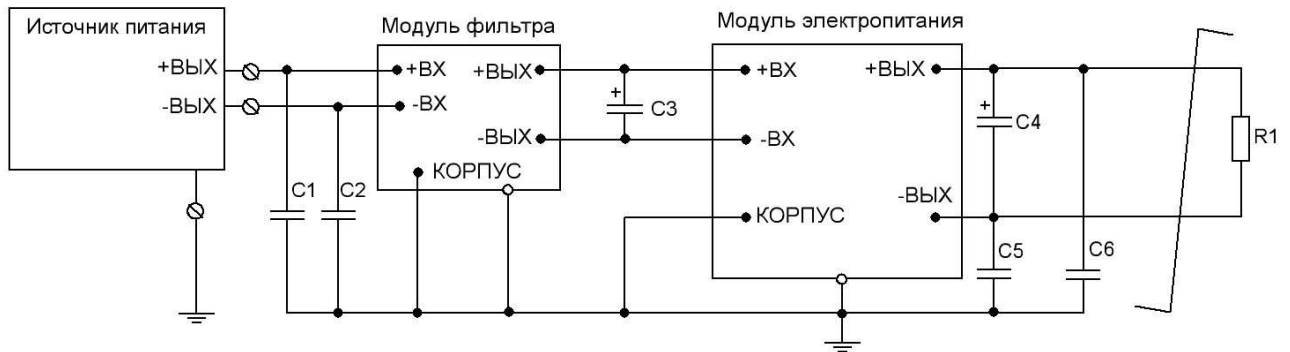 Источник питания
+ВЫХ
-ВЫХ
C1
C2
Модуль фильтра
+ВХ
-ВХ
+ВЫХ
-ВЫХ
КОРПУС
+
C3
Модуль электропитания
+ВХ
-ВХ
КОРПУС
+ВЫХ
-ВЫХ
+
C4
C5
C6
R1